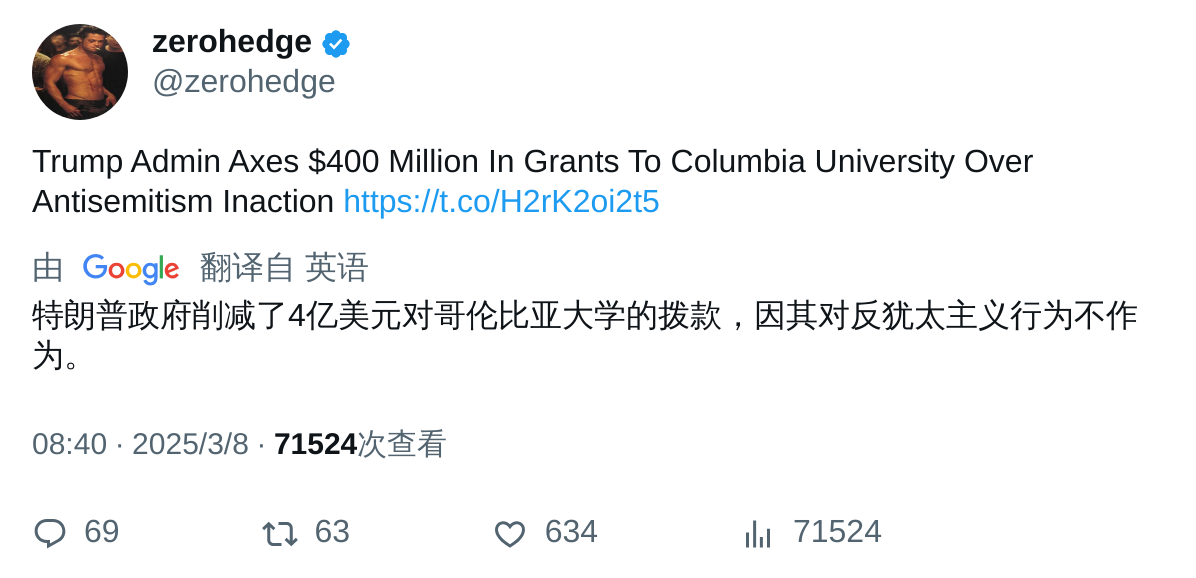 zerohedge
@zerohedge
Trump Admin Axes $400 Million In Grants To Columbia University Over
Antisemitism Inaction https://t.co/H2rK2oi2t5
由 Google 翻译自 英语
特朗普政府削减了4亿美元对哥伦比亚大学的拨款，因其对反犹太主义行为不作
为。
08:40 · 2025/3/8 · 71524次查看
69 63 634 71524